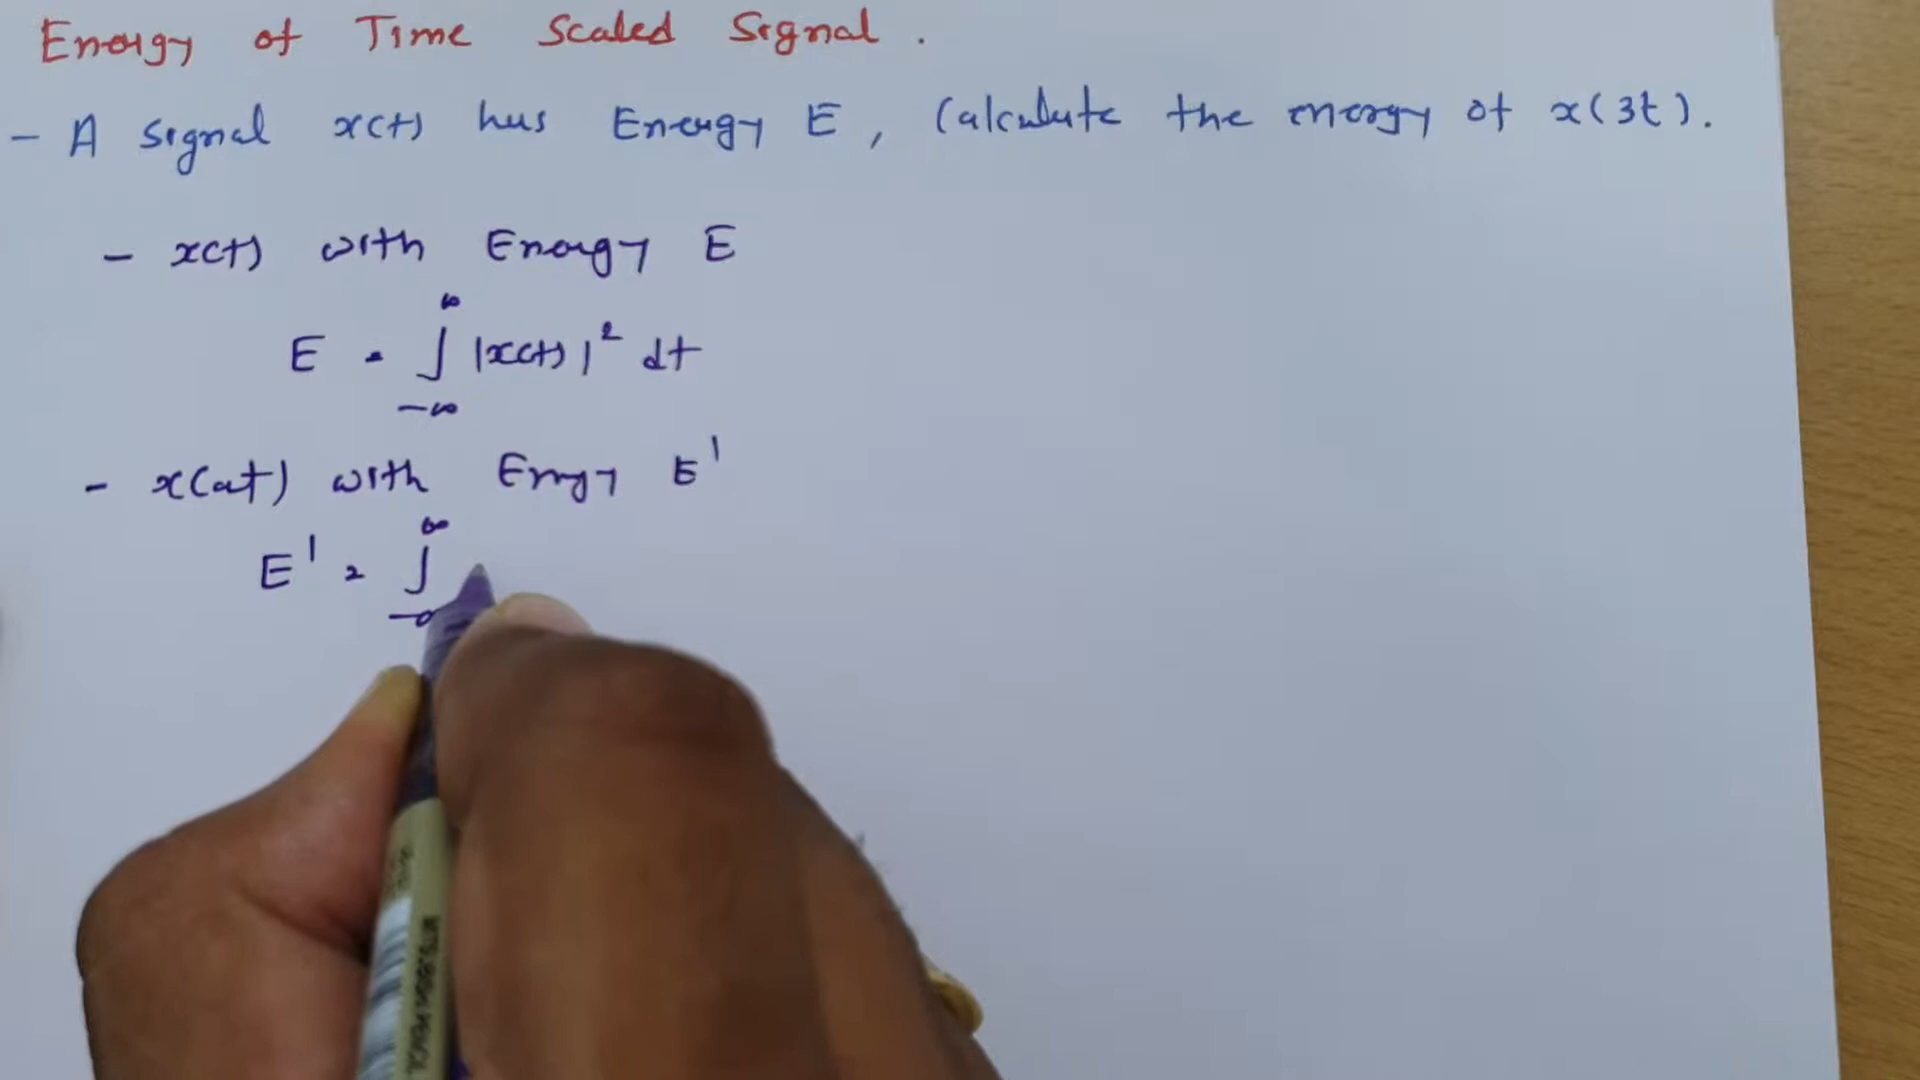 Energy of Time Scaled Signal .
- A signal x(t) has Energy E , Calculate the energy of x(3t).
- x(t) with Energy E
E = ∫_{-∞}^{∞} |x(t)|² dt
- x(at) with Enrgy E'
E' = ∫_{-∞}^{∞}